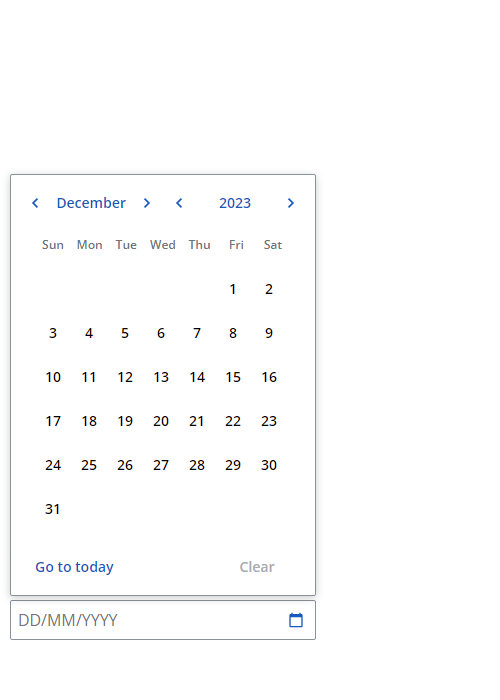 December 2023
Sun Mon Tue Wed Thu Fri Sat
1 2
3 4 5 6 7 8 9
10 11 12 13 14 15 16
17 18 19 20 21 22 23
24 25 26 27 28 29 30
31
Go to today Clear
DD/MM/YYYY